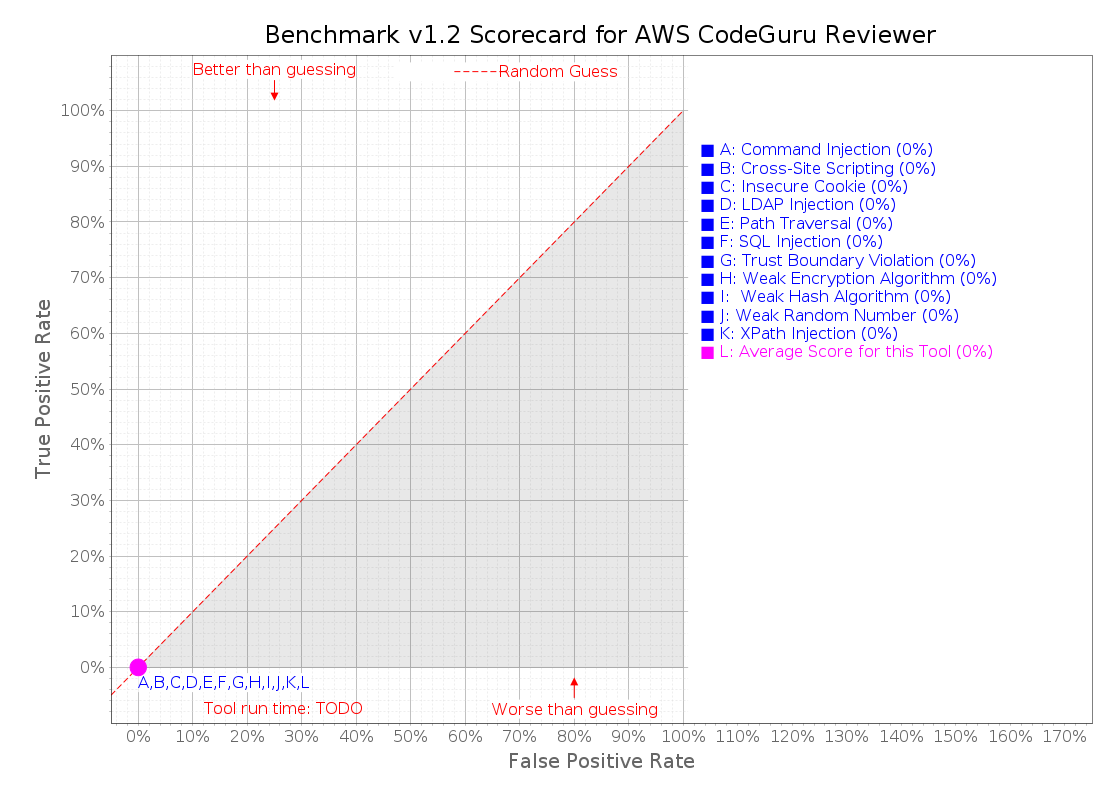 Benchmark v1.2 Scorecard for AWS CodeGuru Reviewer
Better than guessing
Random Guess
100%
90%
80%
70%
60%
50%
40%
30%
20%
10%
0%
True Positive Rate
A: Command Injection (0%)
B: Cross-Site Scripting (0%)
C: Insecure Cookie (0%)
D: LDAP Injection (0%)
E: Path Traversal (0%)
F: SQL Injection (0%)
G: Trust Boundary Violation (0%)
H: Weak Encryption Algorithm (0%)
I:  Weak Hash Algorithm (0%)
J: Weak Random Number (0%)
K: XPath Injection (0%)
L: Average Score for this Tool (0%)
A,B,C,D,E,F,G,H,I,J,K,L
Tool run time: TODO
Worse than guessing
0% 10% 20% 30% 40% 50% 60% 70% 80% 90% 100% 110% 120% 130% 140% 150% 160% 170%
False Positive Rate